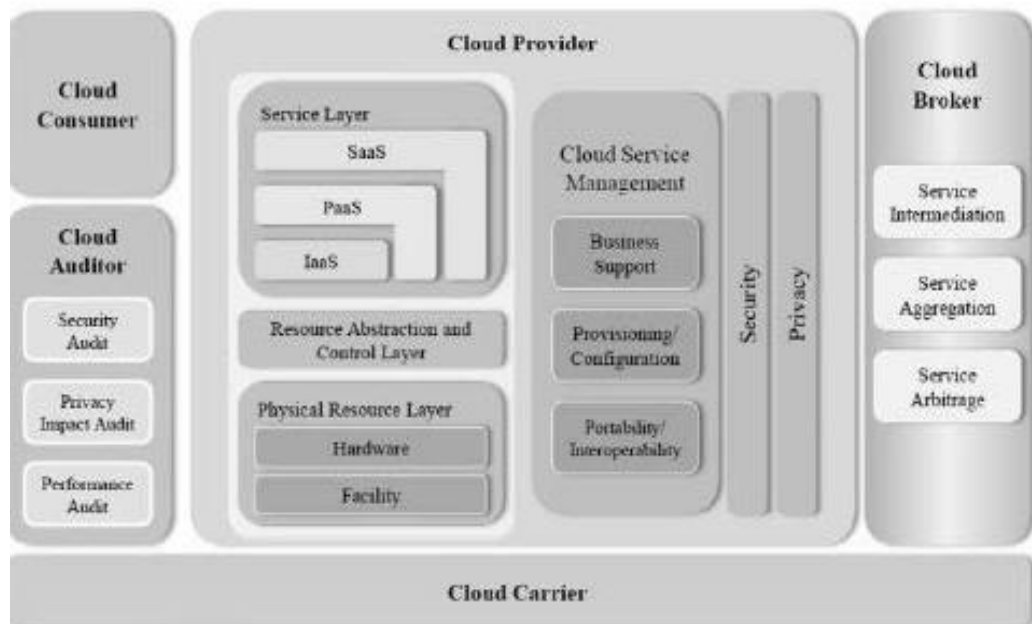 Cloud
Consumer
Cloud
Auditor
Security
Audit
Privacy
Impact Audit
Performance
Audit
Cloud Provider
Service Layer
SaaS
PaaS
IaaS
Resource Abstraction and
Control Layer
Physical Resource Layer
Hardware
Facility
Cloud Service
Management
Business
Support
Provisioning/
Configuration
Portability/
Interoperability
Security
Privacy
Cloud
Broker
Service
Intermediation
Service
Aggregation
Service
Arbitrage
Cloud Carrier